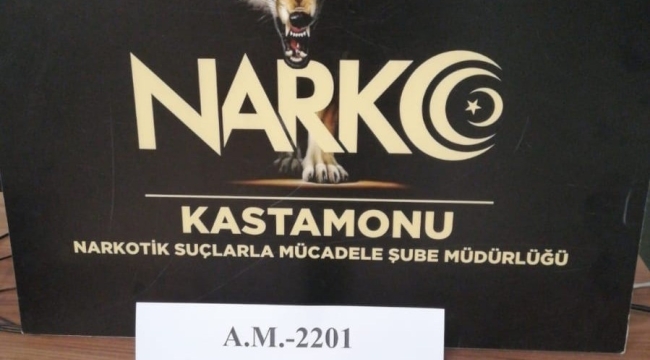 NARKO
KASTAMONU
NARKOTİK SUÇLARLA MÜCADELE ŞUBE MÜDÜRLÜĞÜ
A.M.-2201